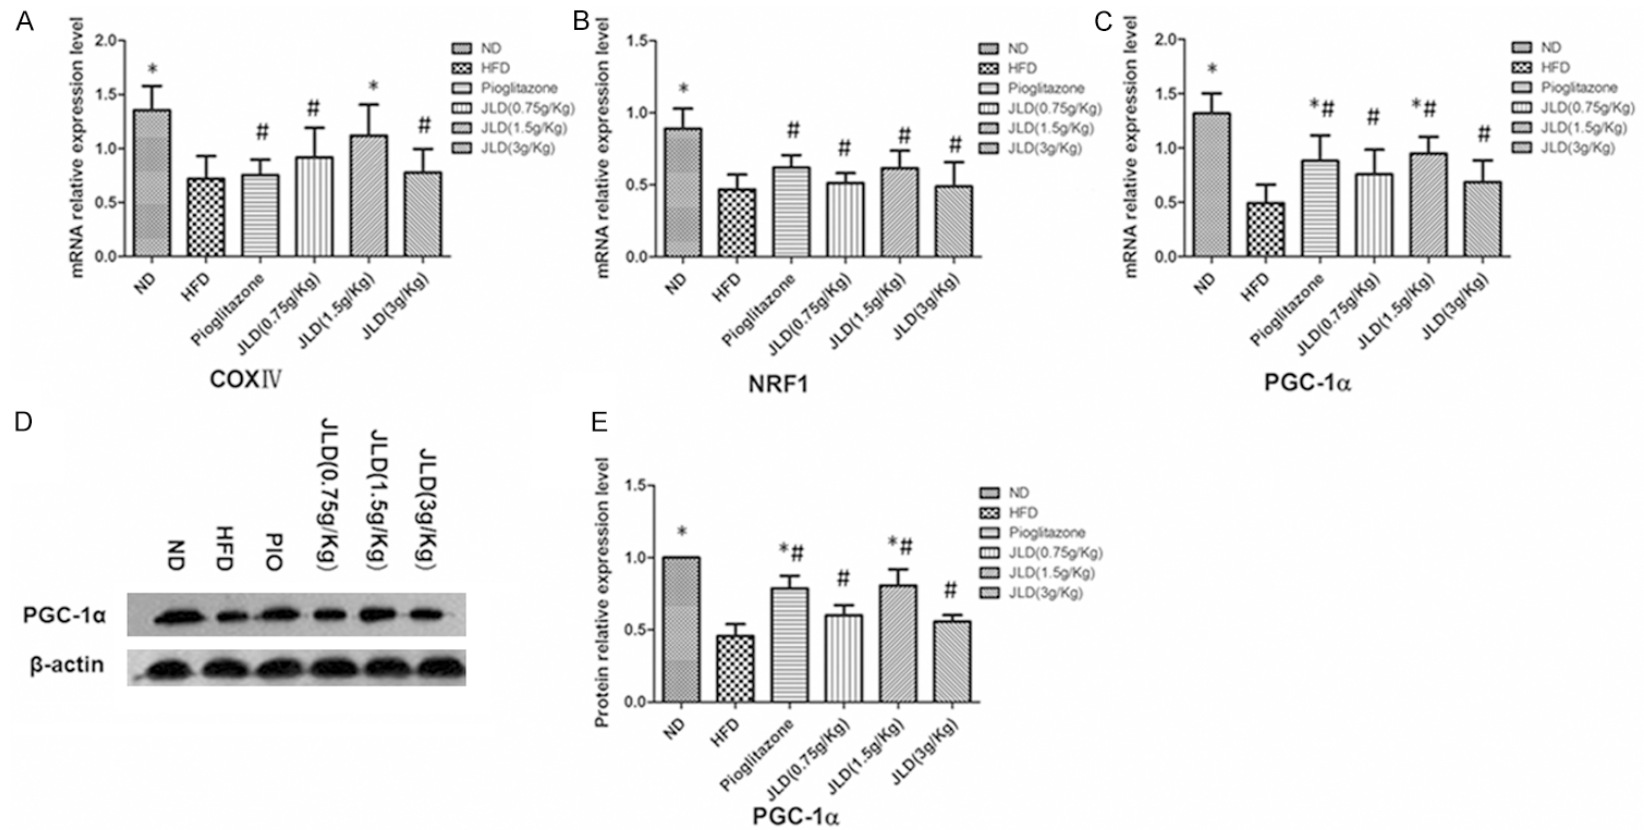 A
mRNA relative expression level
2.0
1.5
1.0
0.5
0.0
*
#
#
*
#
ND
HFD
Pioglitazone
JLD(0.75g/Kg)
JLD(1.5g/Kg)
JLD(3g/Kg)
ND
HFD
Pioglitazone
JLD(0.75g/Kg)
JLD(1.5g/Kg)
JLD(3g/Kg)
COXⅣ
B
mRNA relative expression level
1.5
1.0
0.5
0.0
*
#
#
#
#
ND
HFD
Pioglitazone
JLD(0.75g/Kg)
JLD(1.5g/Kg)
JLD(3g/Kg)
ND
HFD
Pioglitazone
JLD(0.75g/Kg)
JLD(1.5g/Kg)
JLD(3g/Kg)
NRF1
C
mRNA relative expression level
2.0
1.5
1.0
0.5
0.0
*
*#
#
*#
#
ND
HFD
Pioglitazone
JLD(0.75g/Kg)
JLD(1.5g/Kg)
JLD(3g/Kg)
ND
HFD
Pioglitazone
JLD(0.75g/Kg)
JLD(1.5g/Kg)
JLD(3g/Kg)
PGC-1α
D
ND
HFD
PIO
JLD(0.75g/Kg)
JLD(1.5g/Kg)
JLD(3g/Kg)
PGC-1α
β-actin
E
Protein relative expression level
1.5
1.0
0.5
0.0
*
*#
#
*#
#
ND
HFD
Pioglitazone
JLD(0.75g/Kg)
JLD(1.5g/Kg)
JLD(3g/Kg)
ND
HFD
Pioglitazone
JLD(0.75g/Kg)
JLD(1.5g/Kg)
JLD(3g/Kg)
PGC-1α